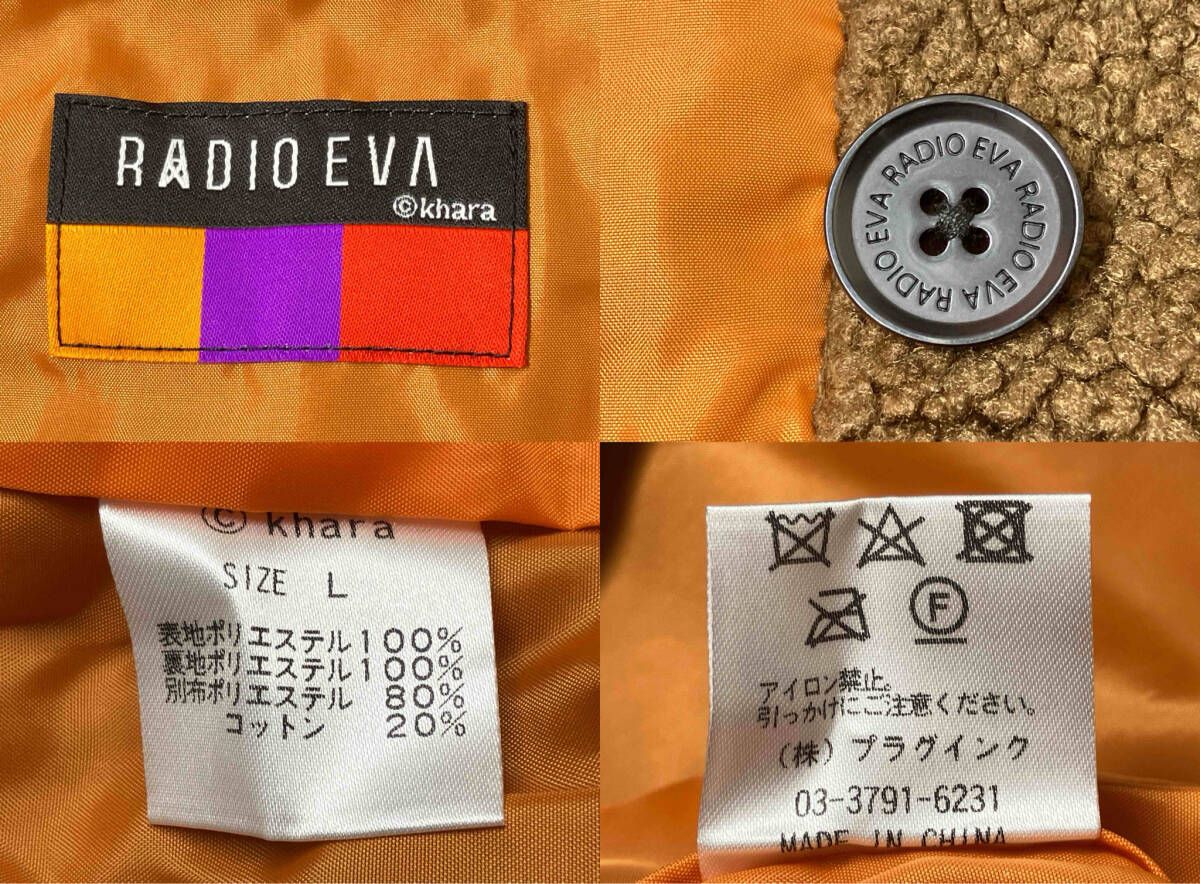 RADIO EVA
©khara
RADIO EVA RADIO EVA RADIO EVA
© khara
SIZE L
表地ポリエステル100%
裏地ポリエステル100%
別布ポリエステル 80%
コットン 20%
F
アイロン禁止。
引っかけにご注意ください。
(株) プラグインク
03-3791-6231
MADE IN CHINA